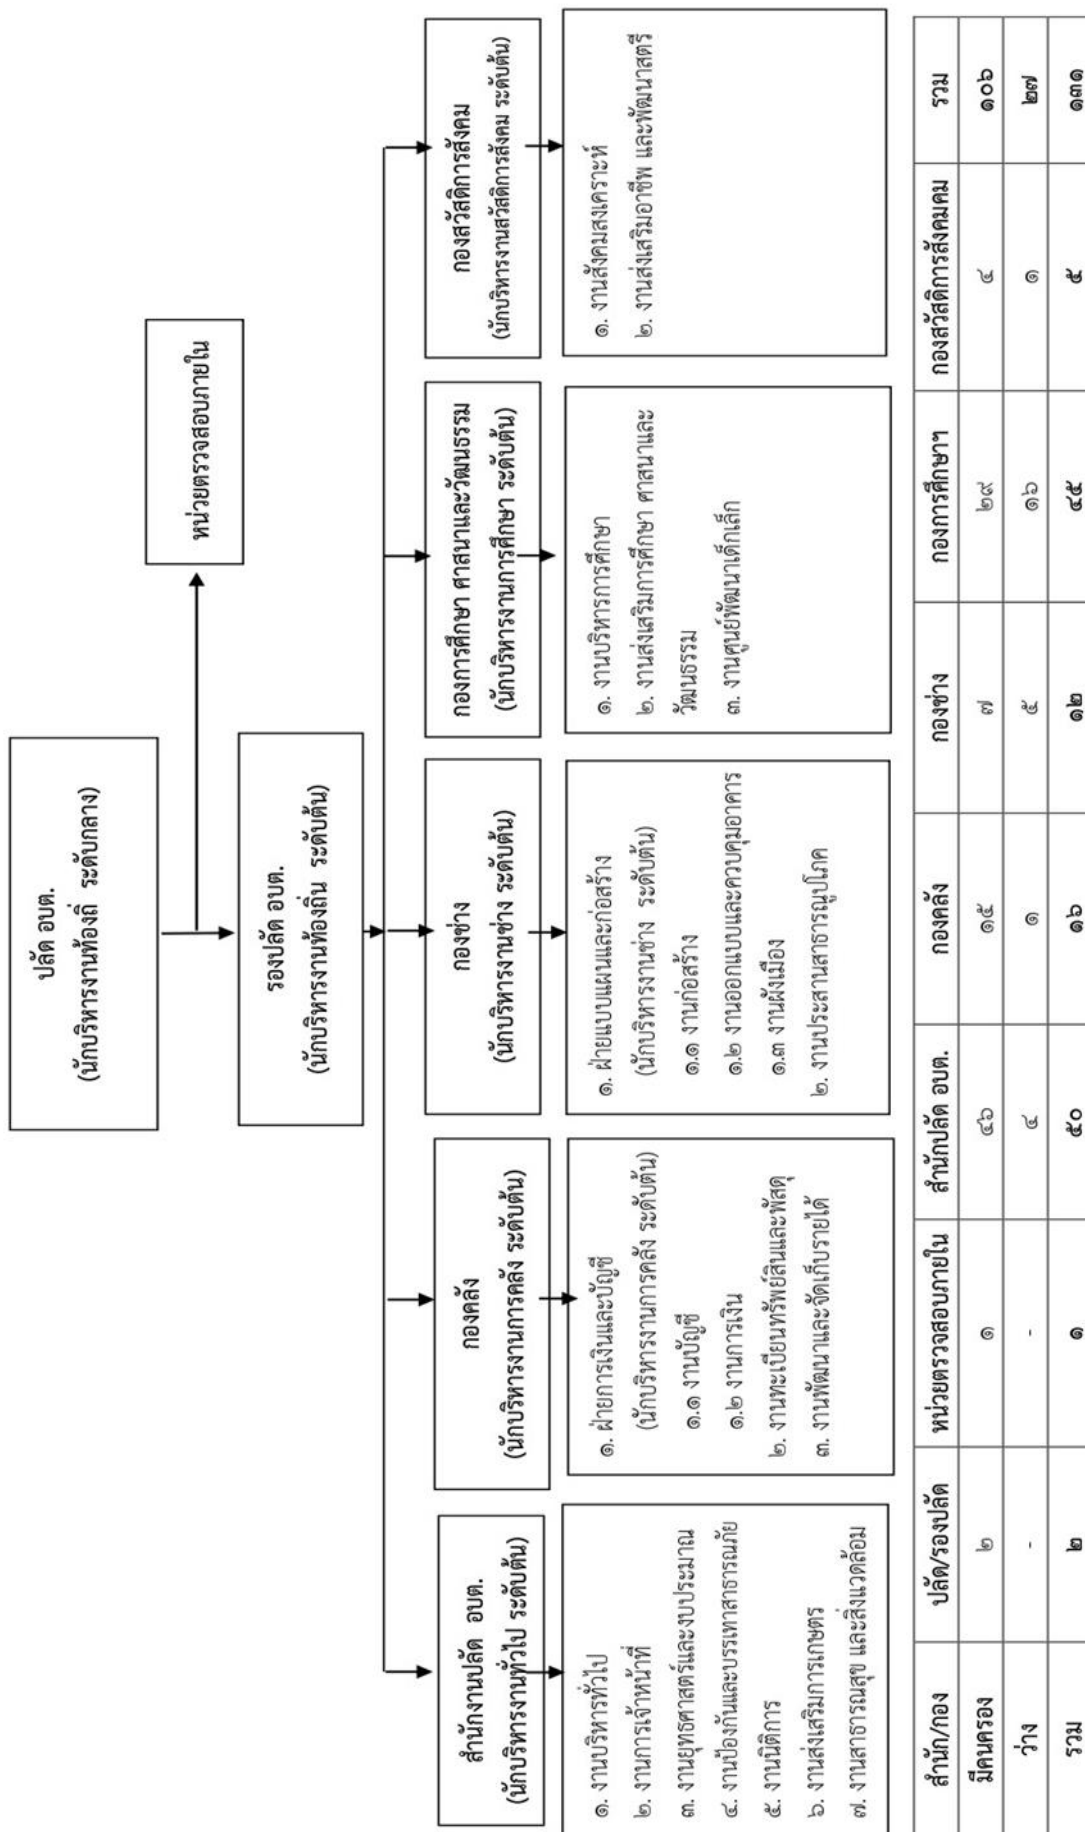 ปลัด อบต.
(นักบริหารงานท้องถิ่ ระดับกลาง)
หน่วยตรวจสอบภายใน
รองปลัด อบต.
(นักบริหารงานท้องถิ่น ระดับต้น)
สำนักงานปลัด อบต.
(นักบริหารงานทั่วไป ระดับต้น)
กองคลัง
(นักบริหารงานการคลัง ระดับต้น)
กองช่าง
(นักบริหารงานช่าง ระดับต้น)
กองการศึกษา ศาสนาและวัฒนธรรม
(นักบริหารงานการศึกษา ระดับต้น)
กองสวัสดิการสังคม
(นักบริหารงานสวัสดิการสังคม ระดับต้น)
๑. งานบริหารทั่วไป
๒. งานการเจ้าหน้าที่
๓. งานยุทธศาสตร์และงบประมาณ
๔. งานป้องกันและบรรเทาสาธารณภัย
๕. งานนิติการ
๖. งานส่งเสริมการเกษตร
๗. งานสาธารณสุข และสิ่งแวดล้อม
๑. ฝ่ายการเงินและบัญชี
(นักบริหารงานการคลัง ระดับต้น)
๑.๑ งานบัญชี
๑.๒ งานการเงิน
๒. งานทะเบียนทรัพย์สินและพัสดุ
๓. งานพัฒนาและจัดเก็บรายได้
๑. ฝ่ายแบบแผนและก่อสร้าง
(นักบริหารงานช่าง ระดับต้น)
๑.๑ งานก่อสร้าง
๑.๒ งานออกแบบและควบคุมอาคาร
๑.๓ งานผังเมือง
๒. งานประสานสาธารณูปโภค
๑. งานบริหารการศึกษา
๒. งานส่งเสริมการศึกษา ศาสนาและ
วัฒนธรรม
๓. งานศูนย์พัฒนาเด็กเล็ก
๑. งานสังคมสงเคราะห์
๒. งานส่งเสริมอาชีพ และพัฒนาสตรี
สำนัก/กอง ปลัด/รองปลัด หน่วยตรวจสอบภายใน สำนักปลัด อบต. กองคลัง กองช่าง กองการศึกษาฯ กองสวัสดิการสังคมคม รวม
มีคนครอง ๒ ๑ ๔๖ ๑๕ ๗ ๒๙ ๔ ๑๐๖
ว่าง - - ๔ ๑ ๕ ๑๖ ๑ ๒๗
รวม ๒ ๑ ๕๐ ๑๖ ๑๒ ๔๕ ๕ ๑๓๑